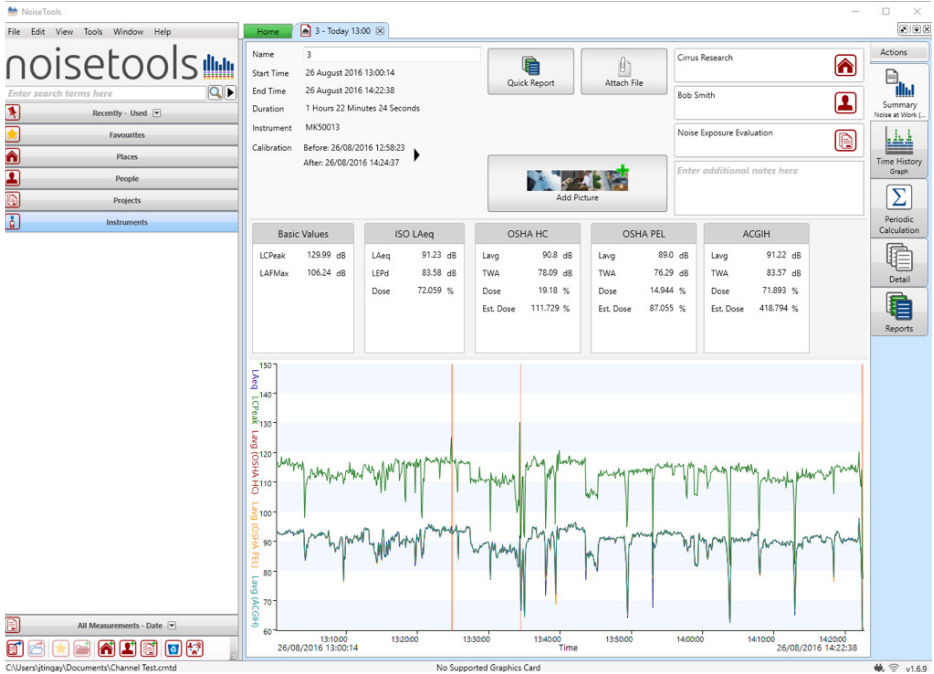 NoiseTools
File Edit View Tools Window Help
noisetools
Enter search terms here
Recently - Used
Favourites
Places
People
Projects
Instruments
All Measurements - Date
Home
3 - Today 13:00
Name 3
Start Time 26 August 2016 13:00:14
End Time 26 August 2016 14:22:38
Duration 1 Hours 22 Minutes 24 Seconds
Instrument MK50013
Calibration Before: 26/08/2016 12:58:23
After: 26/08/2016 14:24:37
Quick Report
Attach File
Add Picture
Cirrus Research
Bob Smith
Noise Exposure Evaluation
Enter additional notes here
Actions
Summary
Noise at Work (...
Time History
Graph
Periodic
Calculation
Detail
Reports
Basic Values
LCPeak 129.99 dB
LAFMax 106.24 dB
ISO LAeq
LAeq 91.23 dB
LEPd 83.58 dB
Dose 72.059 %
OSHA HC
Lavg 90.8 dB
TWA 78.09 dB
Dose 19.18 %
Est. Dose 111.729 %
OSHA PEL
Lavg 89.0 dB
TWA 76.29 dB
Dose 14.944 %
Est. Dose 87.055 %
ACGIH
Lavg 91.22 dB
TWA 83.57 dB
Dose 71.893 %
Est. Dose 418.794 %
LAeq LCPeak Lavg (OSHA HC) Lavg (OSHA PEL) Lavg (ACGIH)
150
140
130
120
110
100
90
80
70
60
13:10:00 13:20:00 13:30:00 13:40:00 13:50:00 14:00:00 14:10:00 14:20:00
26/08/2016 13:00:14 Time 26/08/2016 14:22:38
C:\Users\jtingay\Documents\Channel Test.crntd No Supported Graphics Card v1.6.9